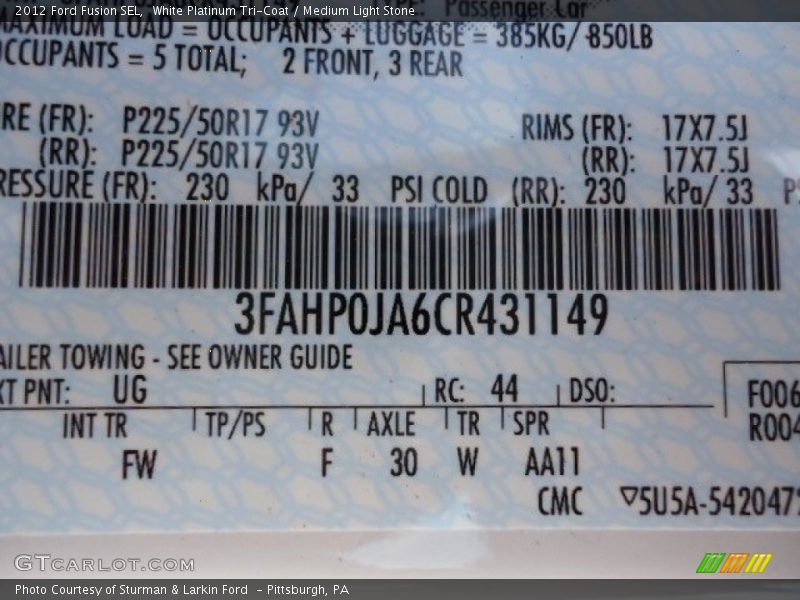 2012 Ford Fusion SEL, White Platinum Tri-Coat / Medium Light Stone
Passenger Car
MAXIMUM LOAD = OCCUPANTS + LUGGAGE = 385KG/ 850LB
OCCUPANTS = 5 TOTAL; 2 FRONT, 3 REAR
RE (FR): P225/50R17 93V RIMS (FR): 17X7.5J
(RR): P225/50R17 93V (RR): 17X7.5J
RESSURE (FR): 230 kPa/ 33 PSI COLD (RR): 230 kPa/ 33 PS
3FAHP0JA6CR431149
AILER TOWING - SEE OWNER GUIDE
XT PNT: UG RC: 44 DSO:
F006
INT TR TP/PS R AXLE TR SPR R004
FW F 30 W AA11
CMC ▽5U5A-5420472
GTCARLOT.COM
Photo Courtesy of Sturman & Larkin Ford - Pittsburgh, PA